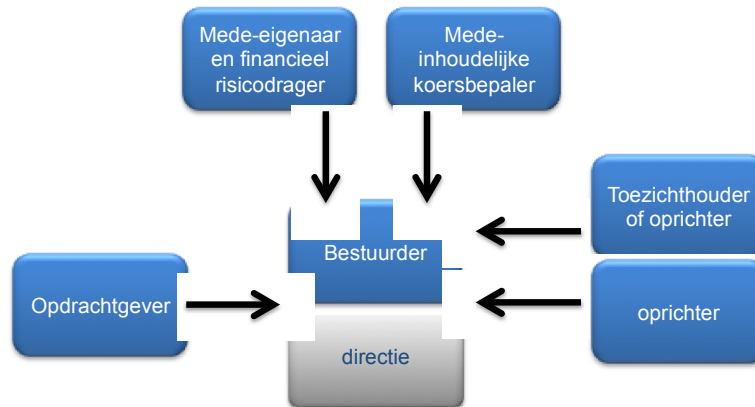 Mede-eigenaar
en financieel
risicodrager
Mede-
inhoudelijke
koersbepaler
Toezichthouder
of oprichter
Bestuurder
Opdrachtgever
oprichter
directie